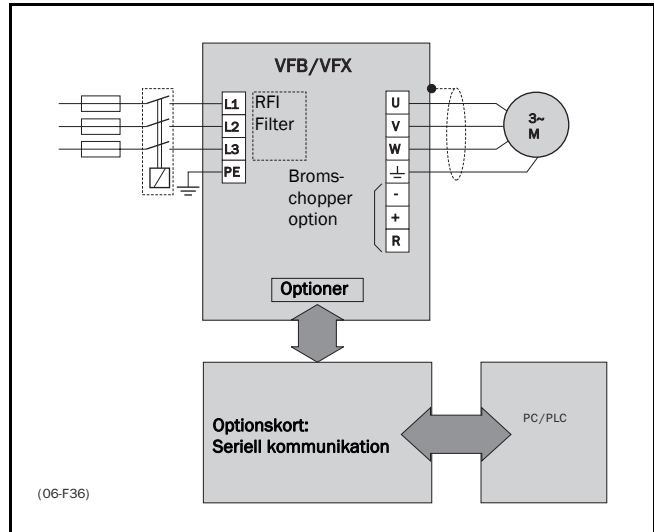 VFB/VFX
L1
RFI
L2
Filter
L3
PE
Broms-
chopper
option
U
V
W
-
+
R
3~
M
Optioner
Optionskort:
Seriell kommunikation
PC/PLC
(06-F36)